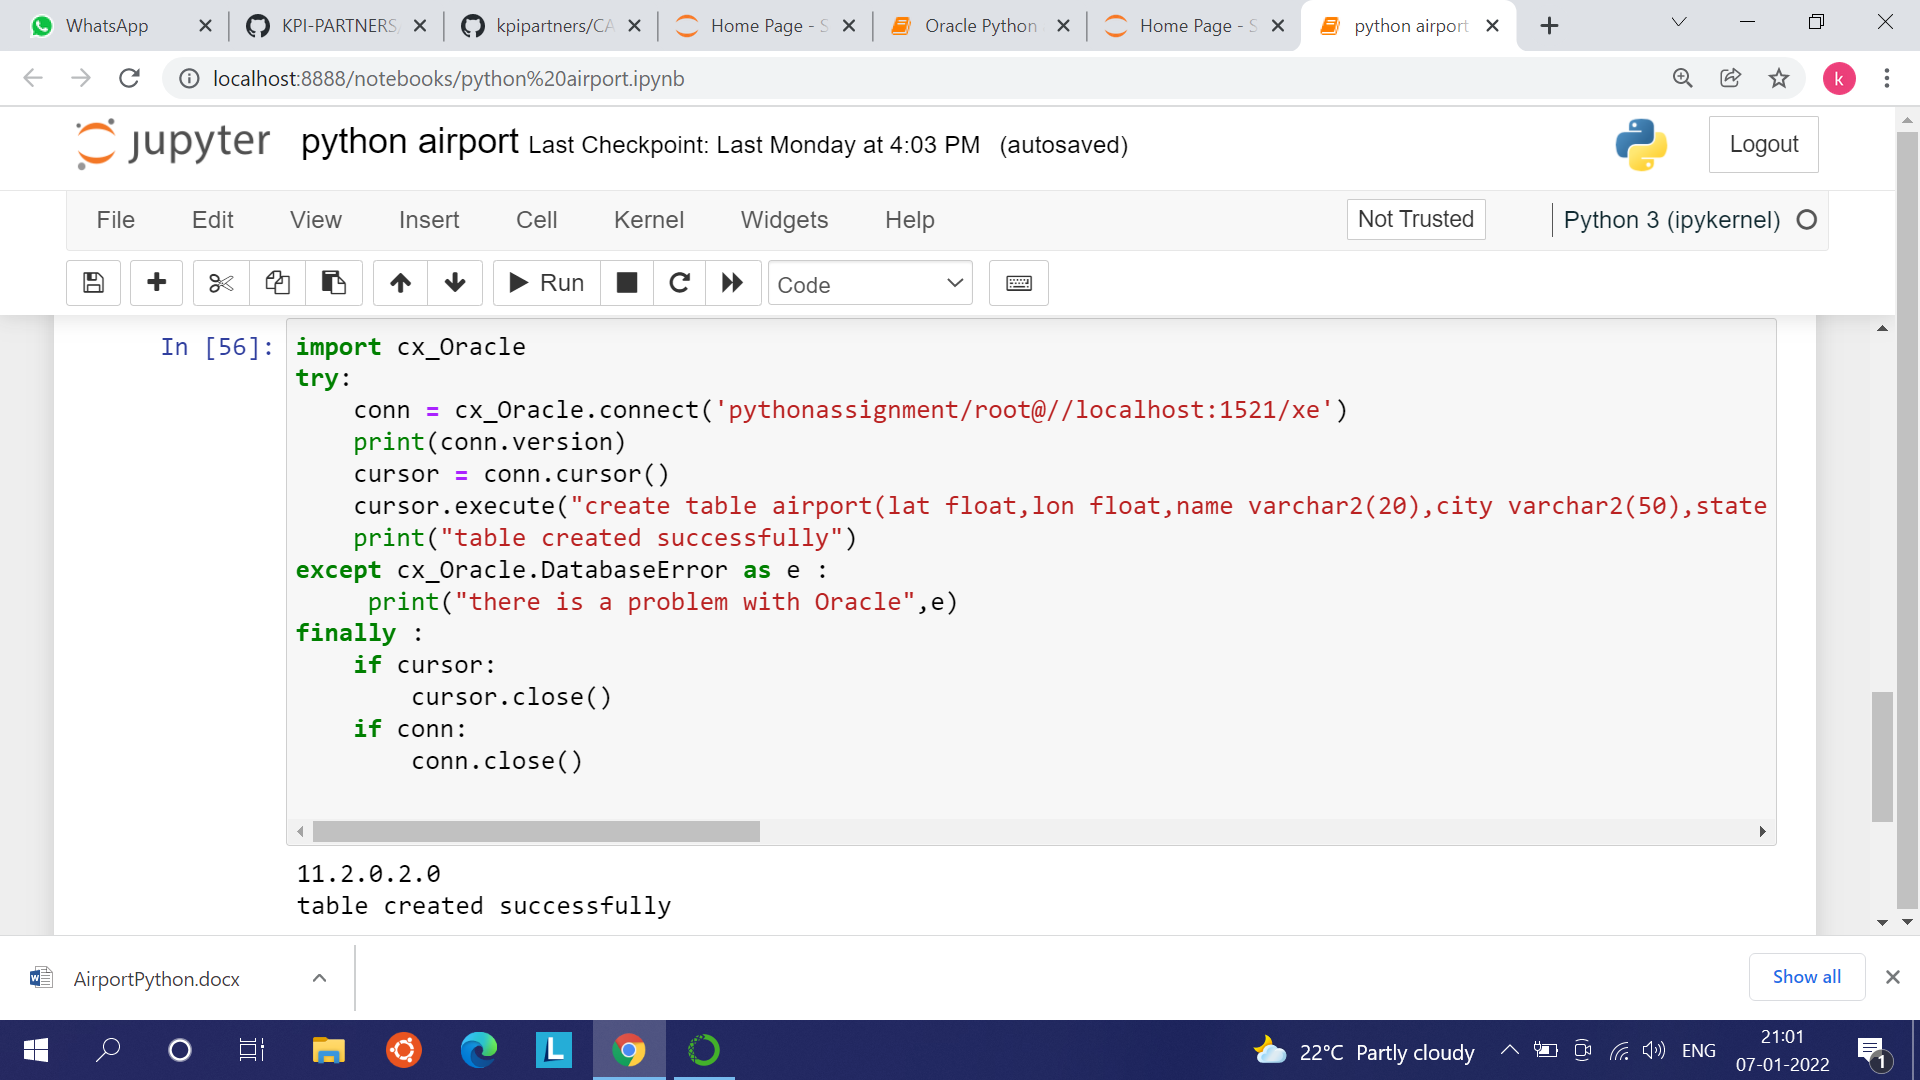 WhatsApp
KPI-PARTNERS
kpipartners/CA
Home Page - S
Oracle Python
Home Page - S
python airport
localhost:8888/notebooks/python%20airport.ipynb
k
jupyter python airport Last Checkpoint: Last Monday at 4:03 PM (autosaved)
Logout
File Edit View Insert Cell Kernel Widgets Help
Not Trusted
Python 3 (ipykernel)
Run
Code
In [56]:
import cx_Oracle
try:
    conn = cx_Oracle.connect('pythonassignment/root@//localhost:1521/xe')
    print(conn.version)
    cursor = conn.cursor()
    cursor.execute("create table airport(lat float,lon float,name varchar2(20),city varchar2(50),state
    print("table created successfully")
except cx_Oracle.DatabaseError as e :
     print("there is a problem with Oracle",e)
finally :
    if cursor:
        cursor.close()
    if conn:
        conn.close()
11.2.0.2.0
table created successfully
AirportPython.docx
Show all
L
22°C Partly cloudy
ENG
21:01
07-01-2022
1